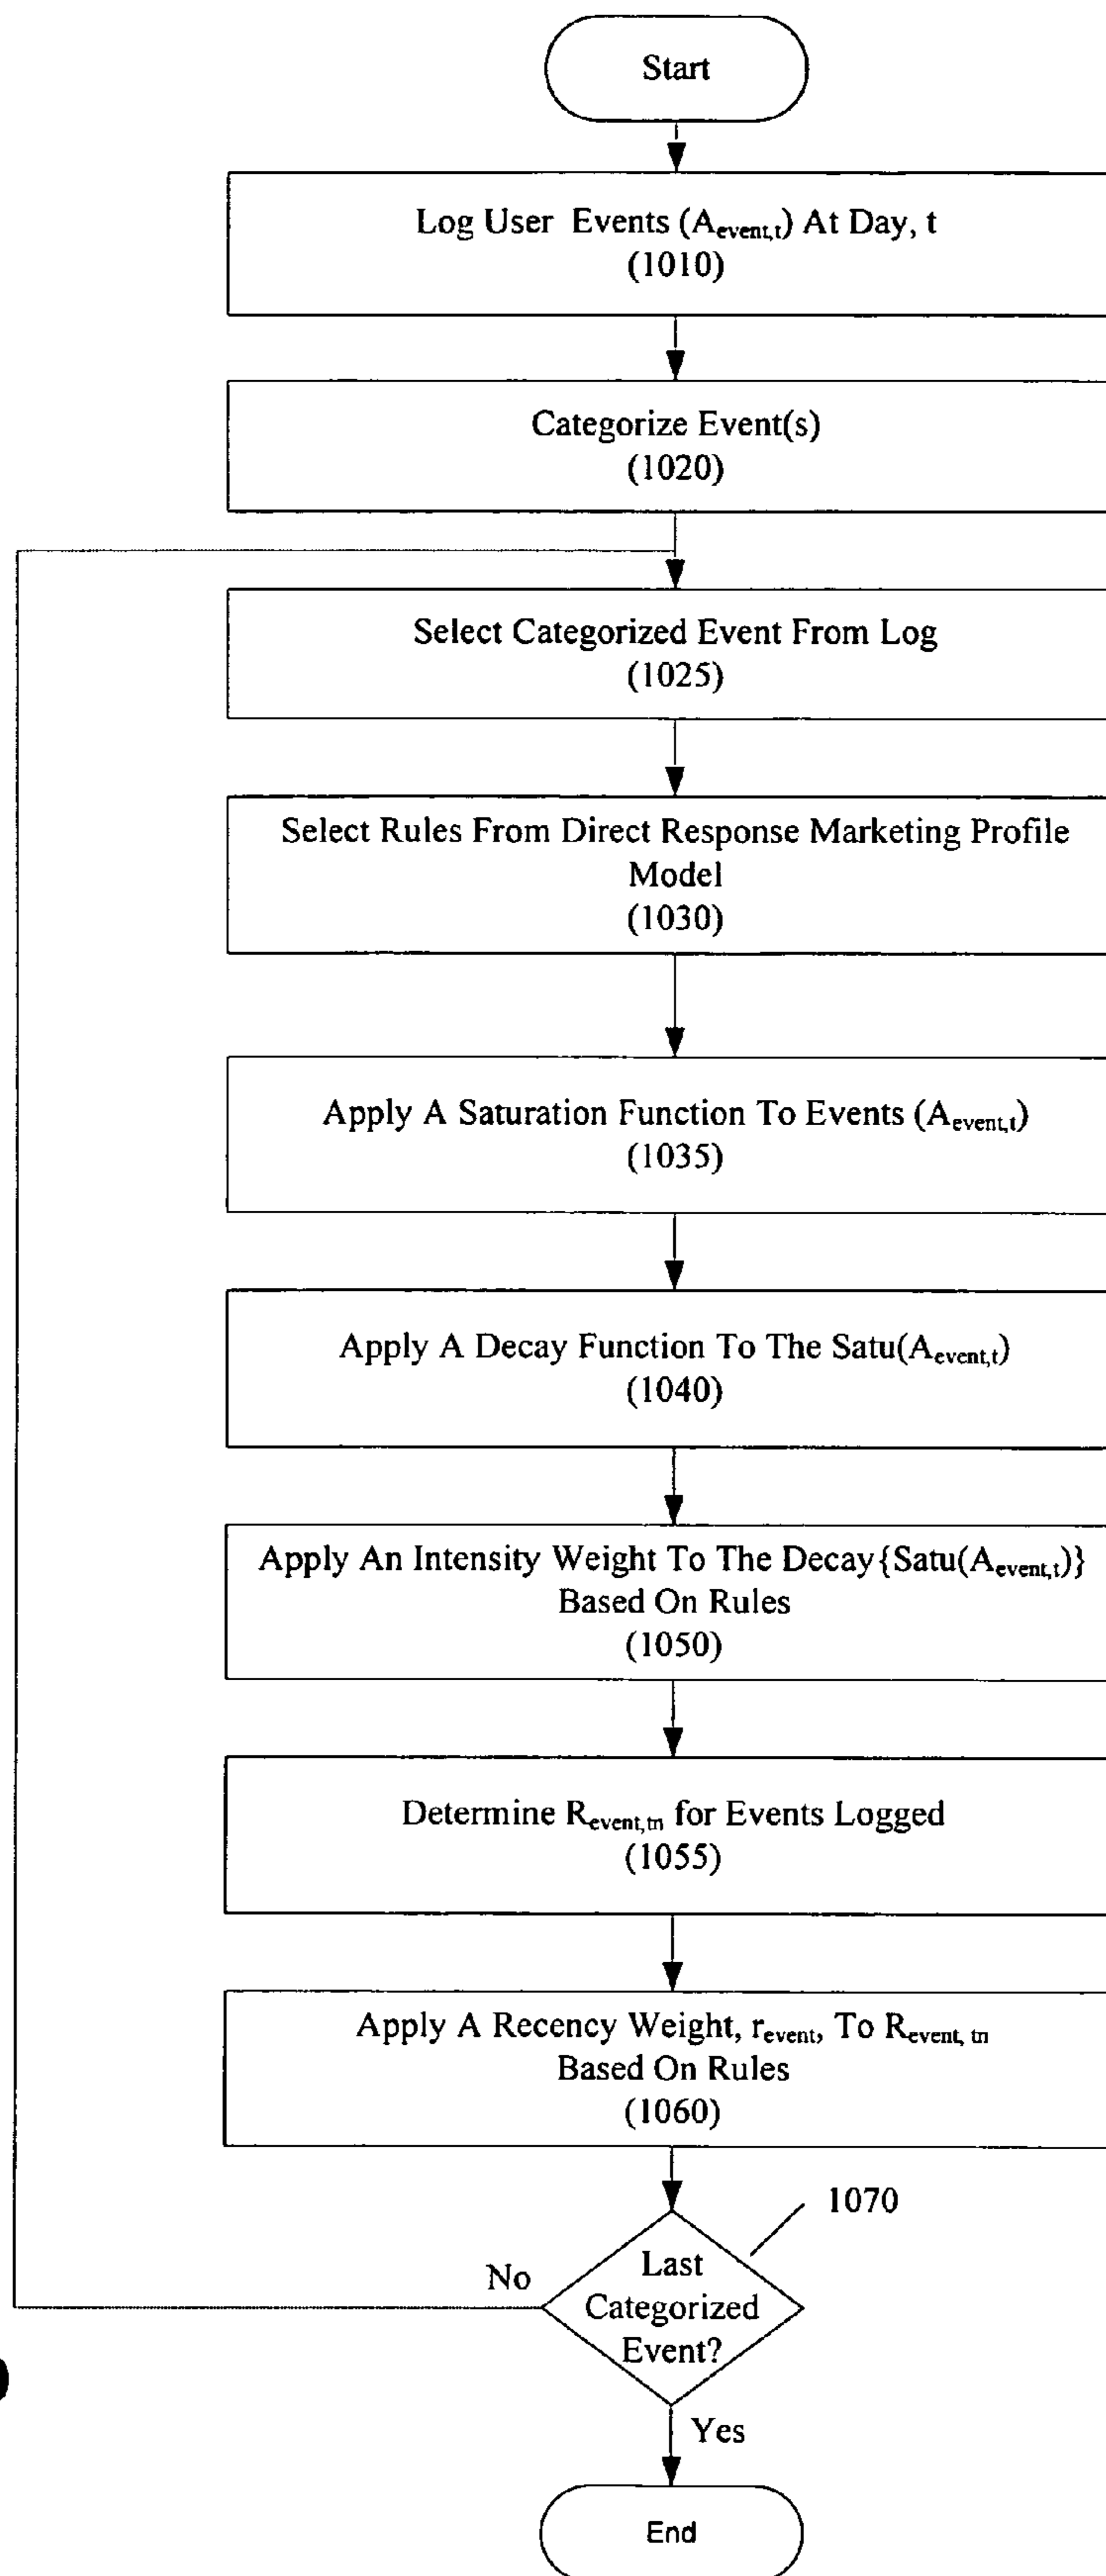 Start
Log User Events (Aevent,t) At Day, t
(1010)
Categorize Event(s)
(1020)
Select Categorized Event From Log
(1025)
Select Rules From Direct Response Marketing Profile
Model
(1030)
Apply A Saturation Function To Events (Aevent,t)
(1035)
Apply A Decay Function To The Satu(Aevent,t)
(1040)
Apply An Intensity Weight To The Decay{Satu(Aevent,t)}
Based On Rules
(1050)
Determine Revent,tn for Events Logged
(1055)
Apply A Recency Weight, revent, To Revent, tn
Based On Rules
(1060)
1070
No
Last
Categorized
Event?
Yes
End